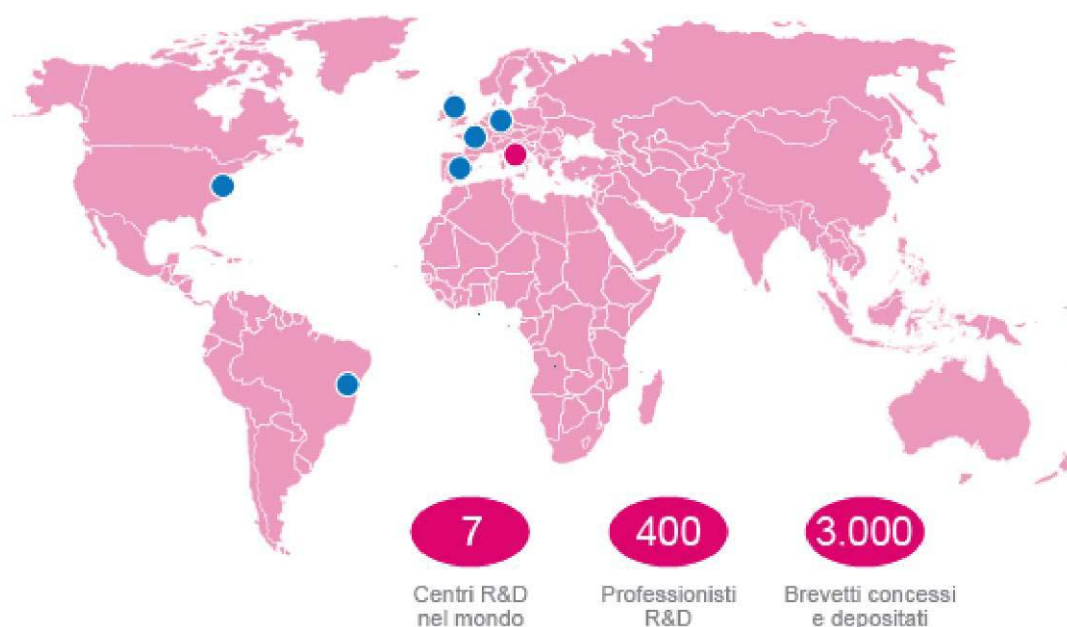 7
400
3.000
Centri R&D
nel mondo
Professionisti
R&D
Brevetti concessi
e depositati